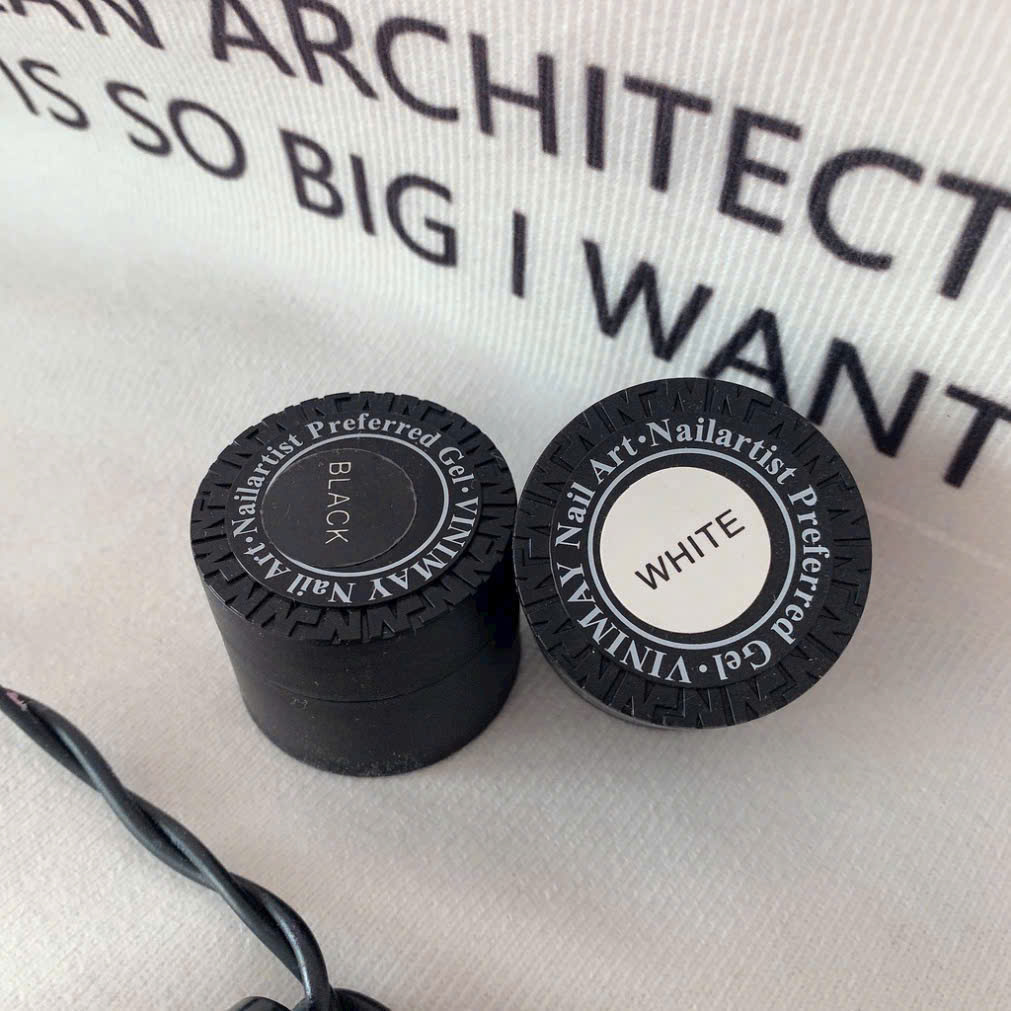 AN ARCHITECT
IS SO BIG I WANT
VINIMAY Nail Art·Nailartist Preferred Gel·
BLACK
VINIMAY Nail Art·Nailartist Preferred Gel·
WHITE